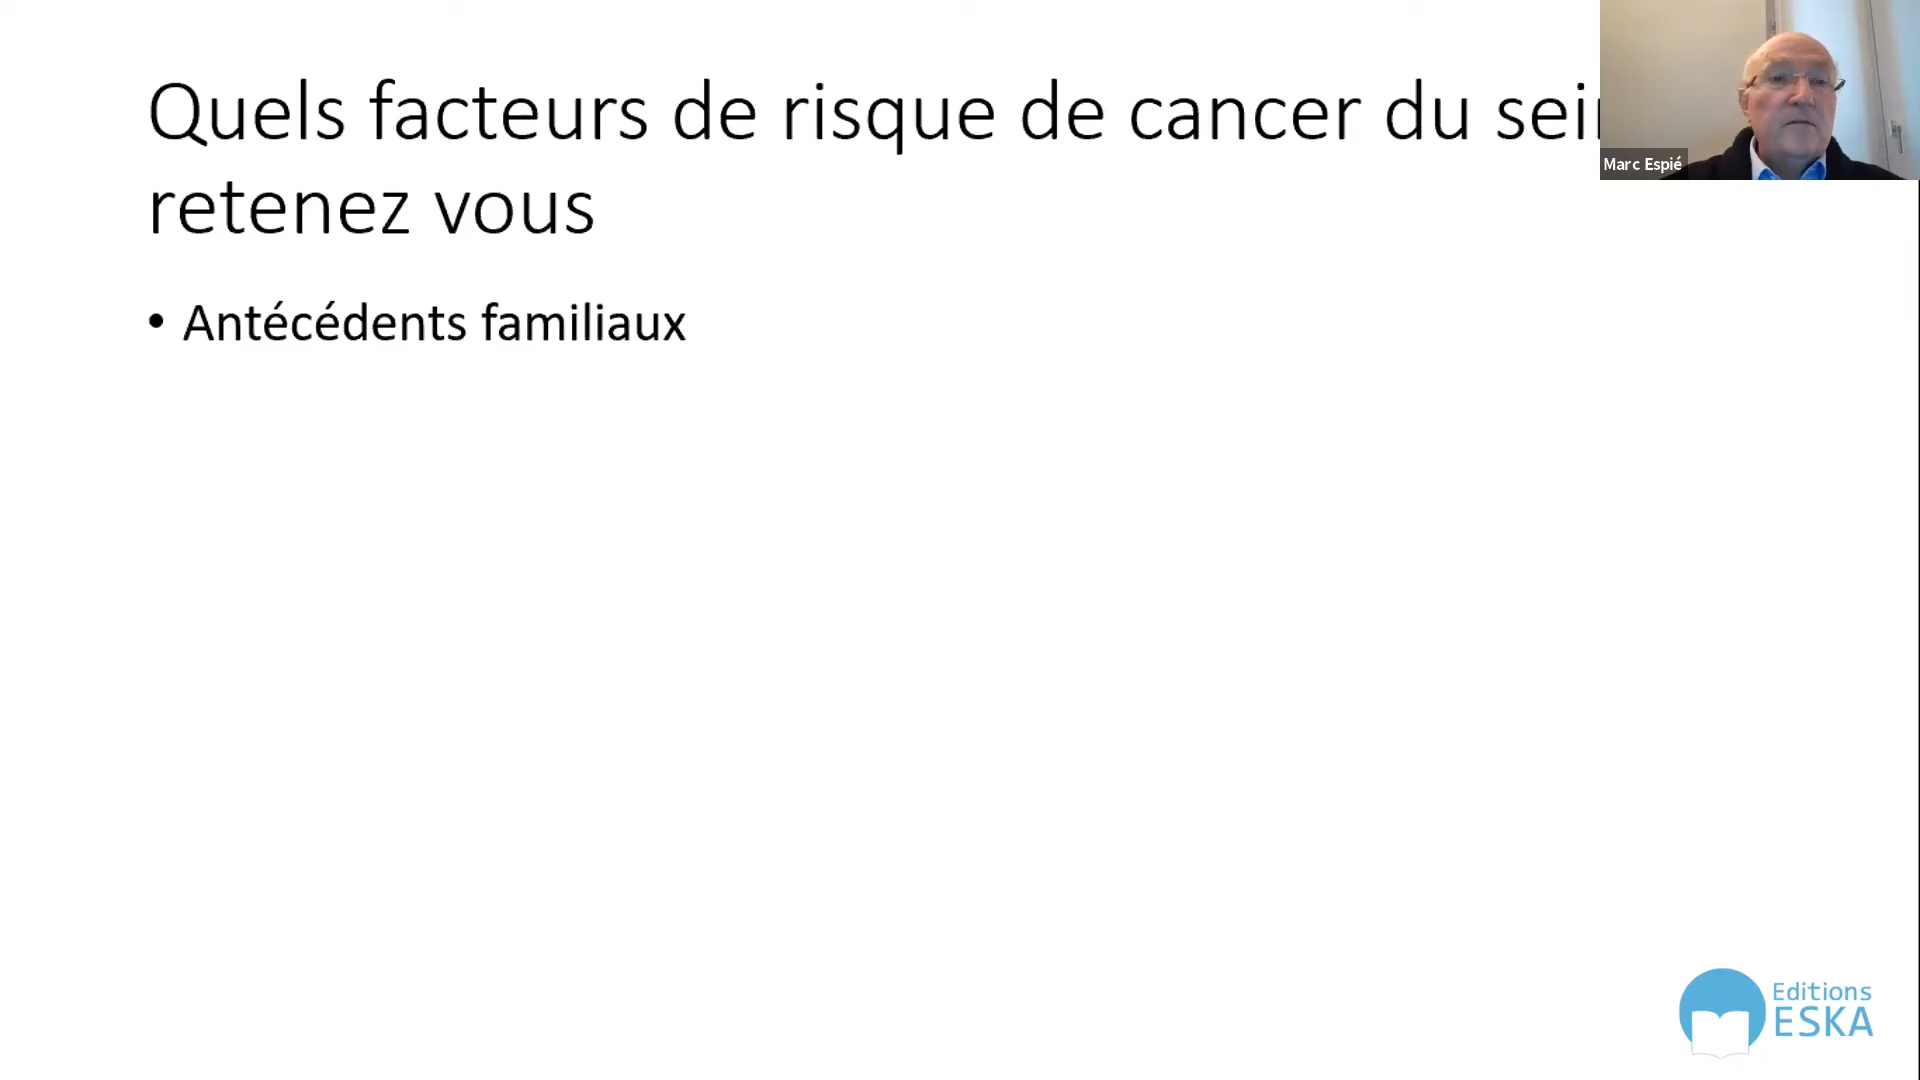 Quels facteurs de risque de cancer du sei
retenez vous
• Antécédents familiaux
Marc Espié
Editions
ESKA